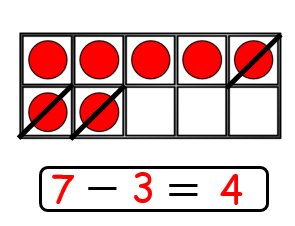 7 – 3 = 4